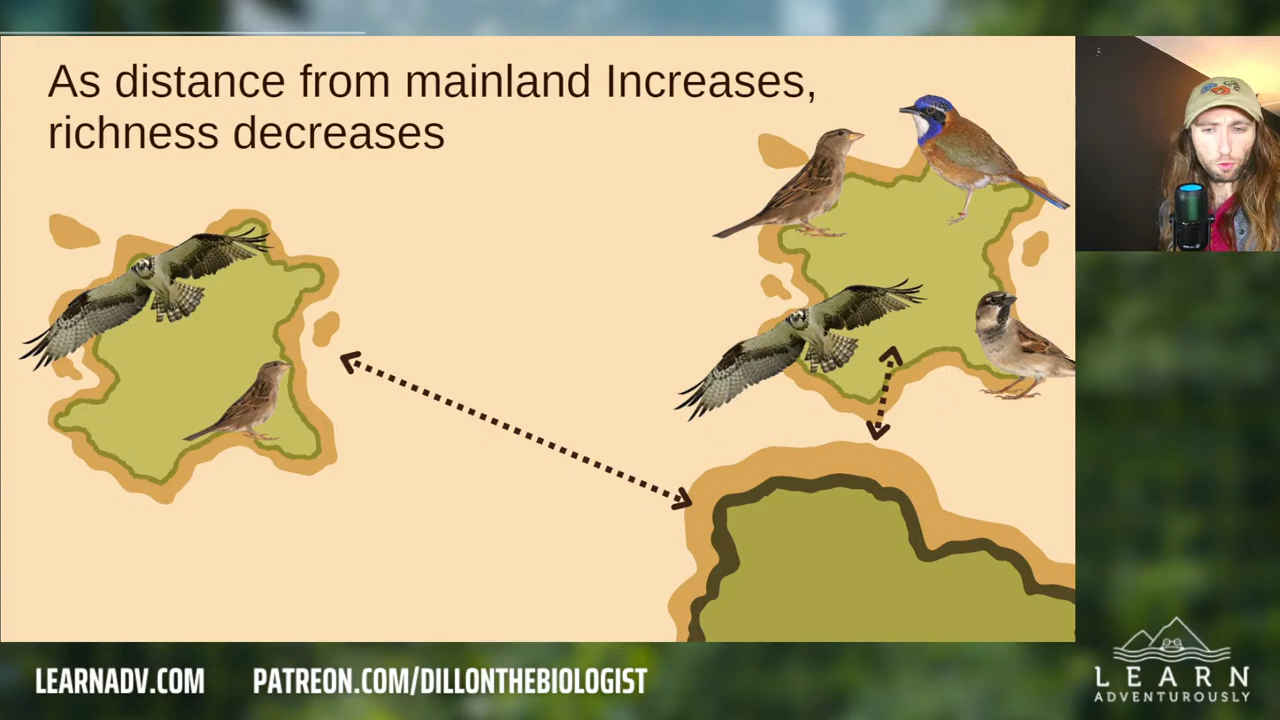 As distance from mainland Increases,
richness decreases
LEARNADV.COM
PATREON.COM/DILLONTHEBIOLOGIST
LEARN
ADVENTUROUSLY